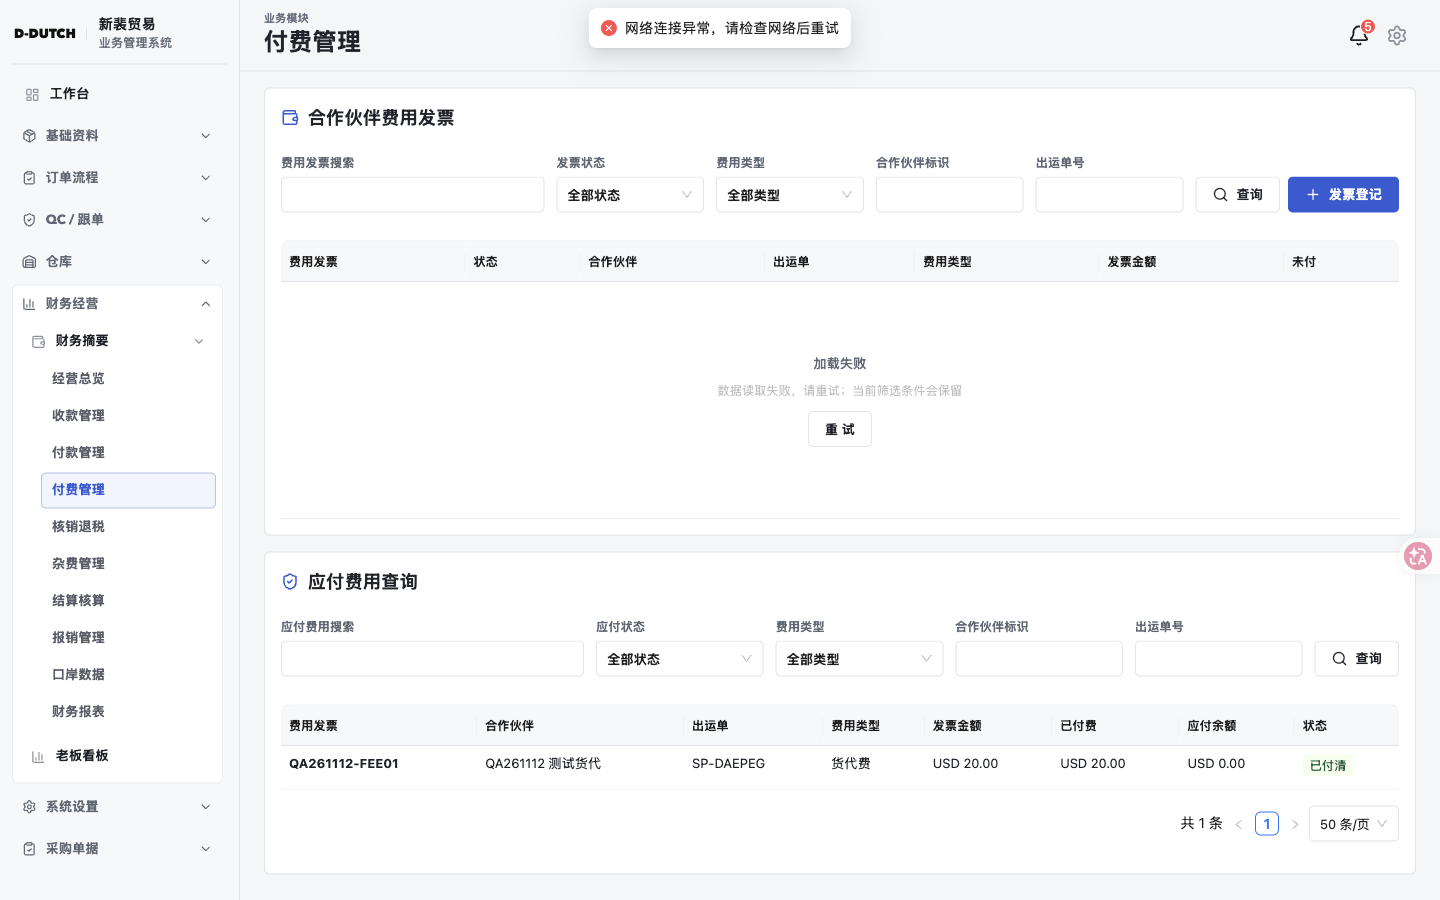 D-DUTCH
新裴贸易
业务管理系统
工作台
基础资料
订单流程
QC / 跟单
仓库
财务经营
财务摘要
经营总览
收款管理
付款管理
付费管理
核销退税
杂费管理
结算核算
报销管理
口岸数据
财务报表
老板看板
系统设置
采购单据
业务模块
付费管理
网络连接异常，请检查网络后重试
5
合作伙伴费用发票
费用发票搜索
发票状态
费用类型
合作伙伴标识
出运单号
全部状态
全部类型
查询
发票登记
费用发票 状态 合作伙伴 出运单 费用类型 发票金额 未付
加载失败
数据读取失败，请重试；当前筛选条件会保留
重 试
应付费用查询
应付费用搜索
应付状态
费用类型
合作伙伴标识
出运单号
全部状态
全部类型
查询
费用发票 合作伙伴 出运单 费用类型 发票金额 已付费 应付余额 状态
QA261112-FEE01 QA261112 测试货代 SP-DAEPEG 货代费 USD 20.00 USD 20.00 USD 0.00 已付清
共 1 条 1 50 条/页